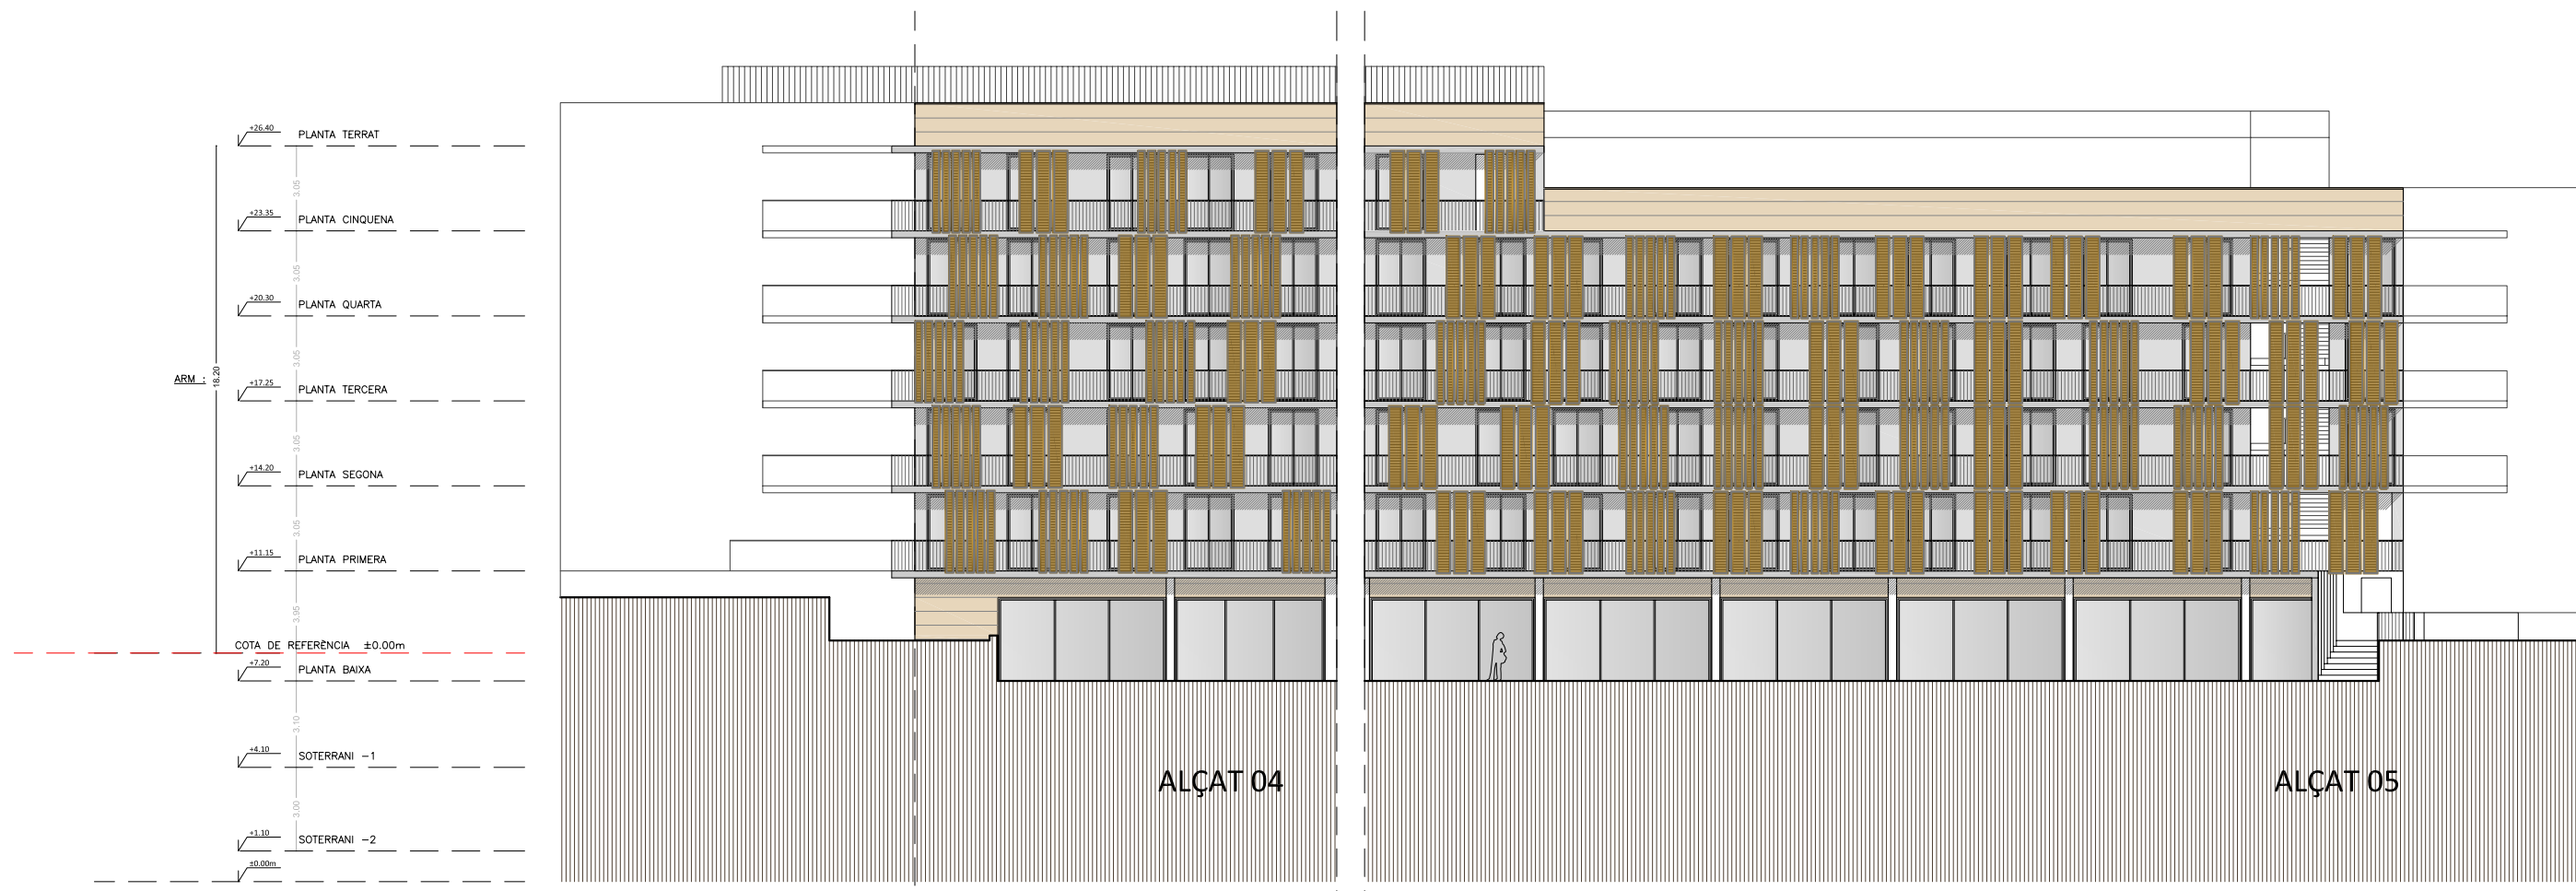 +26.40 PLANTA TERRAT
3.05
+23.35 PLANTA CINQUENA
3.05
+20.30 PLANTA QUARTA
3.05
ARM : 18.20
+17.25 PLANTA TERCERA
3.05
+14.20 PLANTA SEGONA
3.05
+11.15 PLANTA PRIMERA
3.95
COTA DE REFERÈNCIA ±0.00m
+7.20 PLANTA BAIXA
3.10
+4.10 SOTERRANI -1
3.00
+1.10 SOTERRANI -2
±0.00m
ALÇAT 04
ALÇAT 05